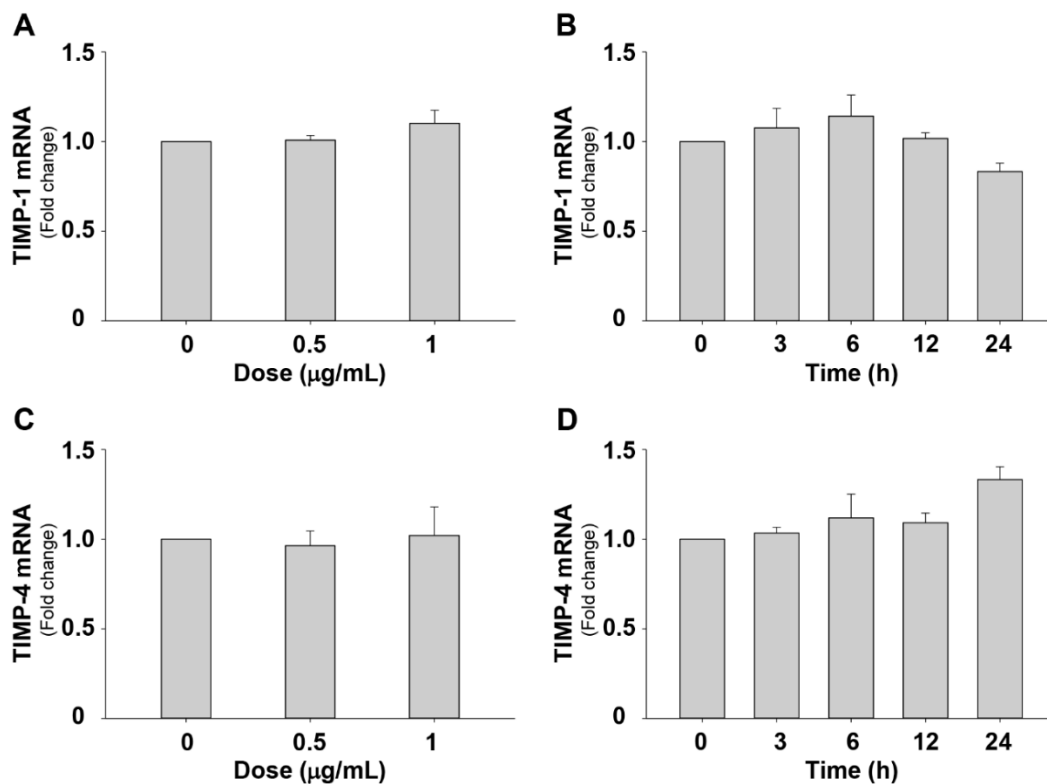 A
TIMP-1 mRNA
(Fold change)
1.5
1.0
0.5
0
0 0.5 1
Dose (μg/mL)
B
TIMP-1 mRNA
(Fold change)
1.5
1.0
0.5
0
0 3 6 12 24
Time (h)
C
TIMP-4 mRNA
(Fold change)
1.5
1.0
0.5
0
0 0.5 1
Dose (μg/mL)
D
TIMP-4 mRNA
(Fold change)
1.5
1.0
0.5
0
0 3 6 12 24
Time (h)